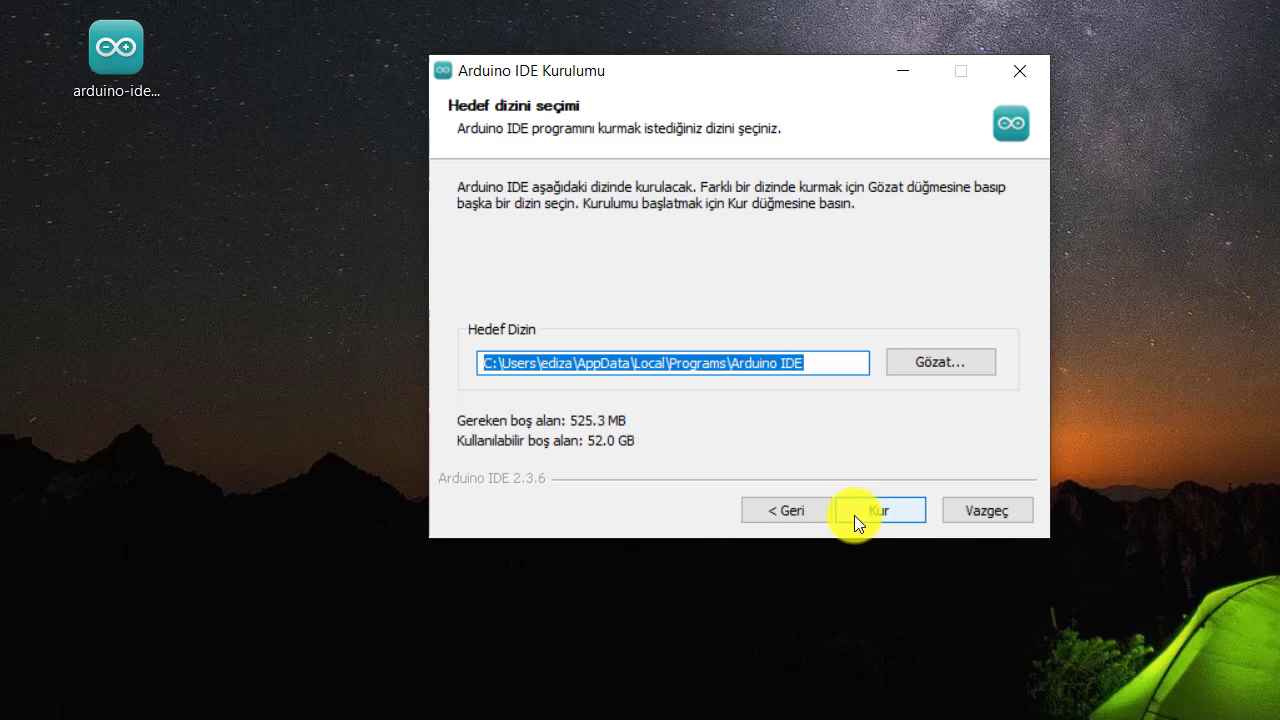 arduino-ide...
Arduino IDE Kurulumu
Hedef dizini seçimi
Arduino IDE programını kurmak istediğiniz dizini seçiniz.
Arduino IDE aşağıdaki dizinde kurulacak. Farklı bir dizinde kurmak için Gözat düğmesine basıp
başka bir dizin seçin. Kurulumu başlatmak için Kur düğmesine basın.
Hedef Dizin
C:\Users\ediza\AppData\Local\Programs\Arduino IDE
Gözat...
Gereken boş alan: 525.3 MB
Kullanılabilir boş alan: 52.0 GB
Arduino IDE 2.3.6
< Geri
Kur
Vazgeç